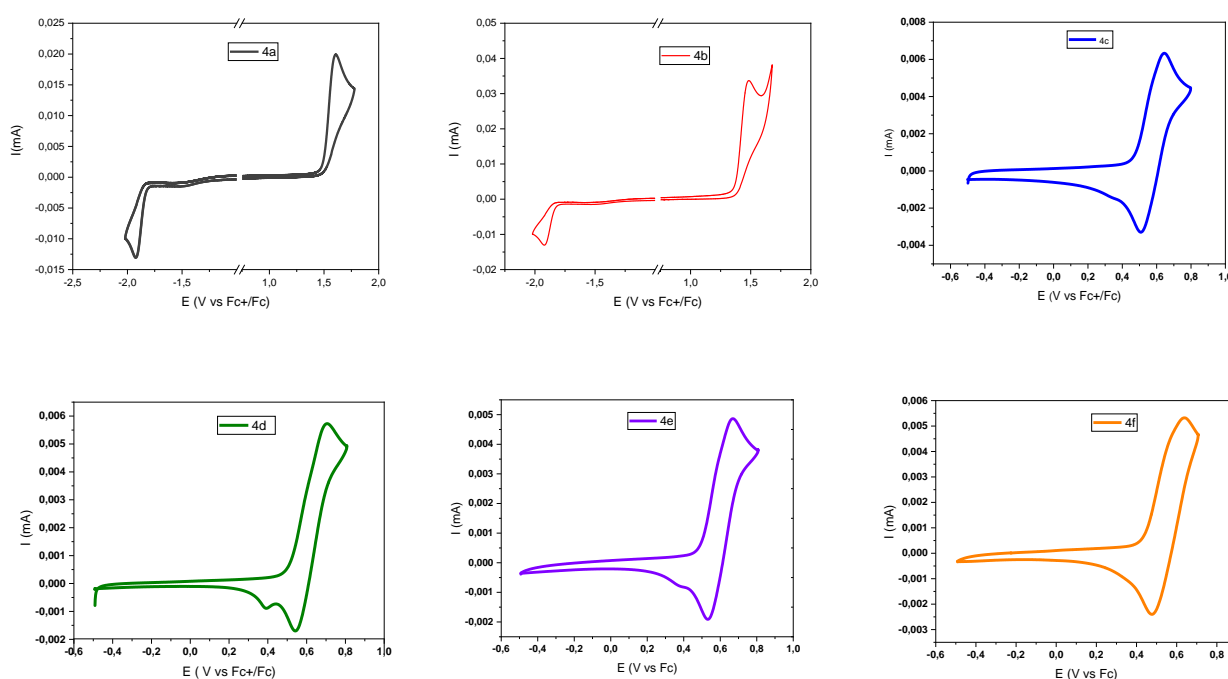 0,025
0,020
0,015
0,010
0,005
0,000
-0,005
-0,010
-0,015
I(mA)
4a
-2,5 -2,0 -1,5 1,0 1,5 2,0
E (V vs Fc+/Fc)
0,05
0,04
0,03
0,02
0,01
0,00
-0,01
-0,02
I (mA)
4b
-2,0 -1,5 1,0 1,5 2,0
E (V vs Fc+/Fc)
0,008
0,006
0,004
0,002
0,000
-0,002
-0,004
I (mA)
4c
-0,6 -0,4 -0,2 0,0 0,2 0,4 0,6 0,8 1,0
E (V vs Fc+/Fc)
0,006
0,005
0,004
0,003
0,002
0,001
0,000
-0,001
-0,002
I (mA)
4d
-0,6 -0,4 -0,2 0,0 0,2 0,4 0,6 0,8 1,0
E ( V vs Fc+/Fc)
0,005
0,004
0,003
0,002
0,001
0,000
-0,001
-0,002
I (mA)
4e
-0,6 -0,4 -0,2 0,0 0,2 0,4 0,6 0,8 1,0
E (V vs Fc)
0,006
0,005
0,004
0,003
0,002
0,001
0,000
-0,001
-0,002
-0,003
I (mA)
4f
-0,6 -0,4 -0,2 0,0 0,2 0,4 0,6 0,8
E (V vs Fc)